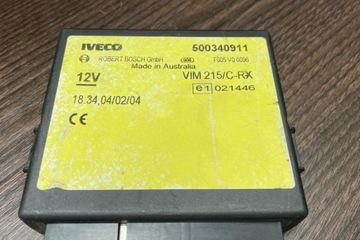 IVECO 500340911
ROBERT BOSCH GmbH F005 V0 0096
Made in Australia
12V VIM 215/C-RX
18.34,04/02/04 e1 021446
CE